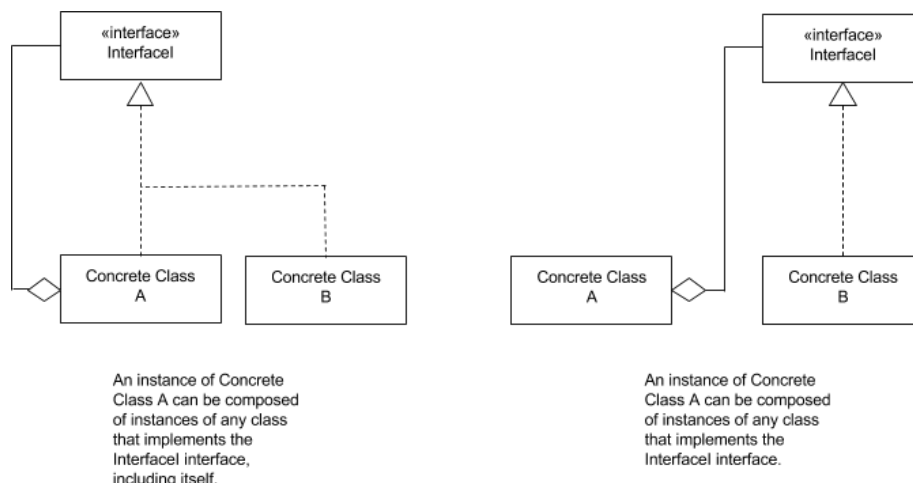 «interface»
InterfaceI
«interface»
InterfaceI
Concrete Class
A
Concrete Class
B
Concrete Class
A
Concrete Class
B
An instance of Concrete
Class A can be composed
of instances of any class
that implements the
InterfaceI interface,
including itself.
An instance of Concrete
Class A can be composed
of instances of any class
that implements the
InterfaceI interface.